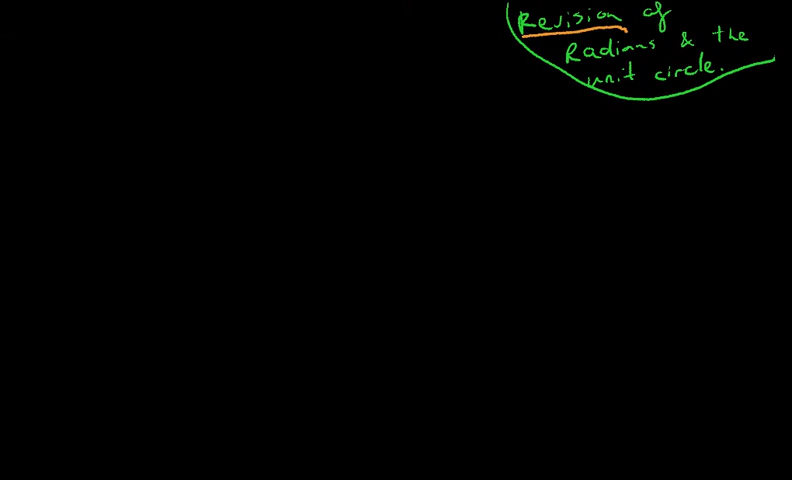 Revision of
Radians & the
unit circle.